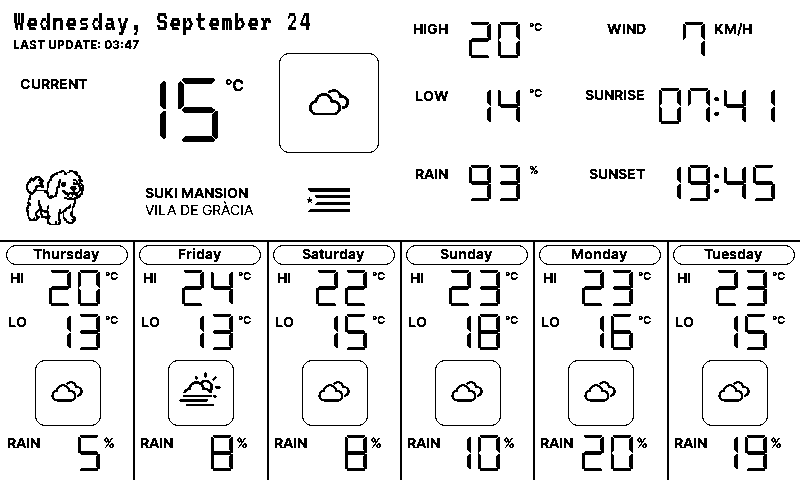 Wednesday, September 24
LAST UPDATE: 03:47
CURRENT 15 °C
SUKI MANSION
VILA DE GRÀCIA
HIGH 20 °C
LOW 14 °C
RAIN 93 %
WIND 7 KM/H
SUNRISE 07:41
SUNSET 19:45
Thursday
HI 20 °C
LO 13 °C
RAIN 5 %
Friday
HI 24 °C
LO 13 °C
RAIN 8 %
Saturday
HI 22 °C
LO 15 °C
RAIN 8 %
Sunday
HI 23 °C
LO 18 °C
RAIN 10 %
Monday
HI 23 °C
LO 16 °C
RAIN 20 %
Tuesday
HI 23 °C
LO 15 °C
RAIN 19 %